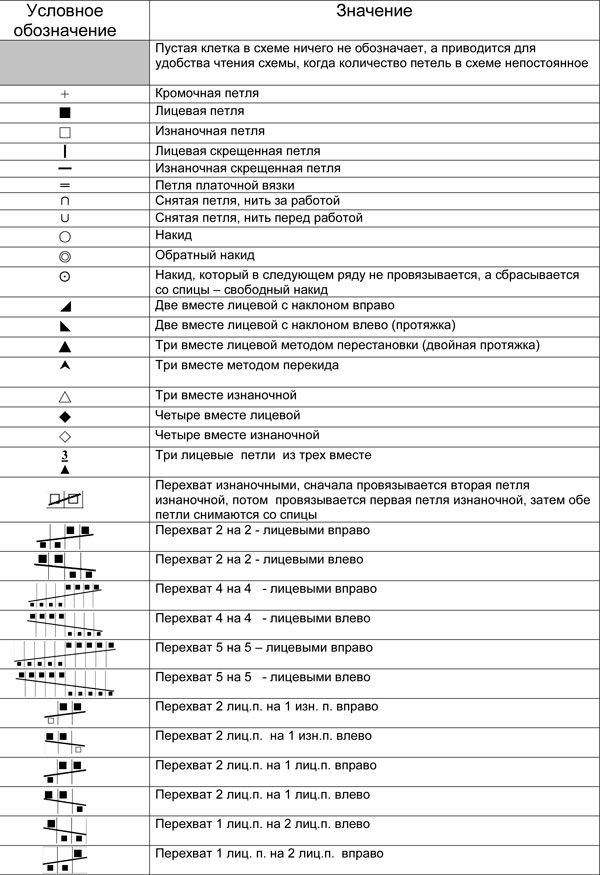 Условное
обозначение
Значение
Пустая клетка в схеме ничего не обозначает, а приводится для
удобства чтения схемы, когда количество петель в схеме непостоянное
Кромочная петля
Лицевая петля
Изнаночная петля
Лицевая скрещенная петля
Изнаночная скрещенная петля
Петля платочной вязки
Снятая петля, нить за работой
Снятая петля, нить перед работой
Накид
Обратный накид
Накид, который в следующем ряду не провязывается, а сбрасывается
со спицы – свободный накид
Две вместе лицевой с наклоном вправо
Две вместе лицевой с наклоном влево (протяжка)
Три вместе лицевой методом перестановки (двойная протяжка)
Три вместе методом перекида
Три вместе изнаночной
Четыре вместе лицевой
Четыре вместе изнаночной
3
Три лицевые петли из трех вместе
Перехват изнаночными, сначала провязывается вторая петля
изнаночной, потом провязывается первая петля изнаночной, затем обе
петли снимаются со спицы
Перехват 2 на 2 - лицевыми вправо
Перехват 2 на 2 - лицевыми влево
Перехват 4 на 4 - лицевыми вправо
Перехват 4 на 4 - лицевыми влево
Перехват 5 на 5 – лицевыми вправо
Перехват 5 на 5 - лицевыми влево
Перехват 2 лиц.п. на 1 изн. п. вправо
Перехват 2 лиц.п. на 1 изн.п. влево
Перехват 2 лиц.п. на 1 лиц.п. вправо
Перехват 2 лиц.п. на 1 лиц.п. влево
Перехват 1 лиц.п. на 2 лиц.п. влево
Перехват 1 лиц. п. на 2 лиц.п. вправо